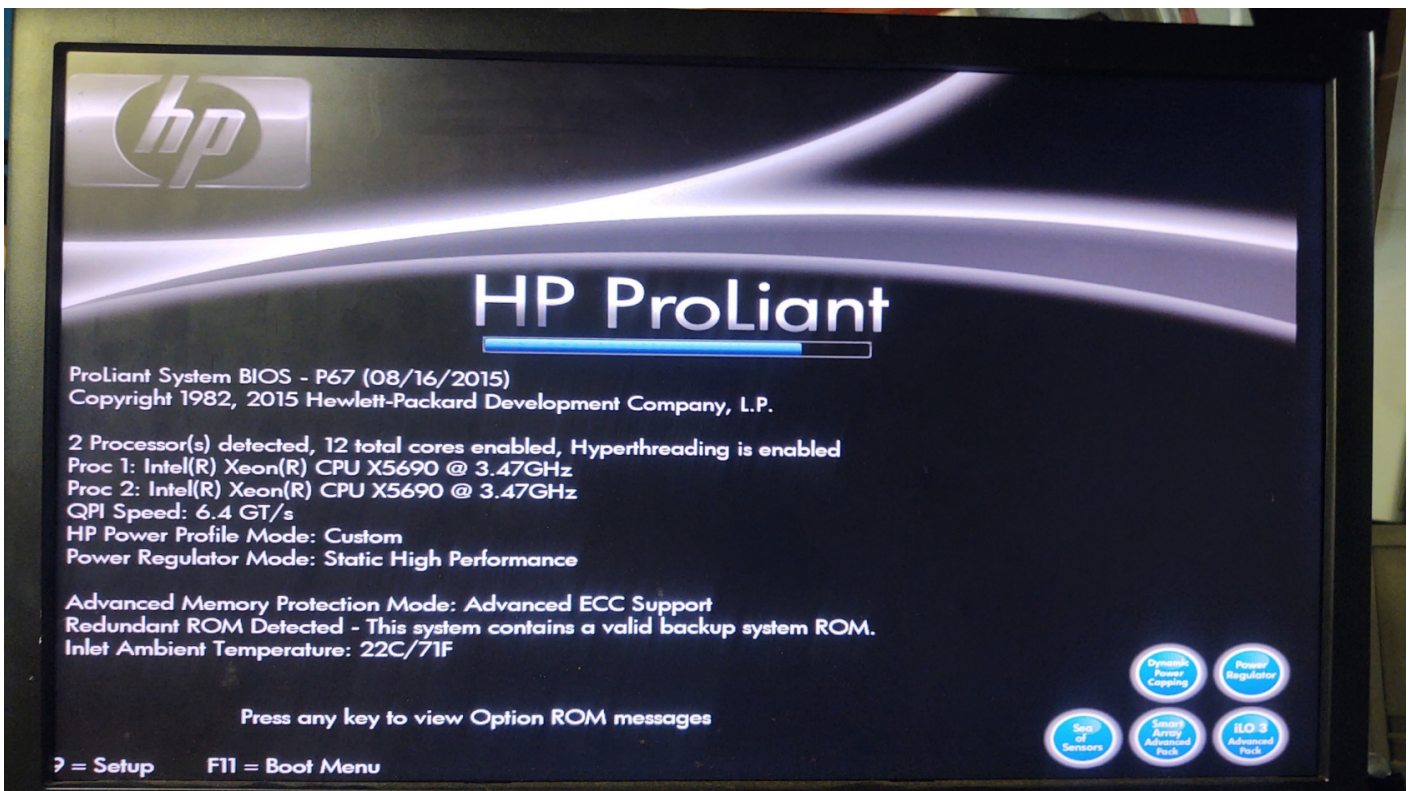 hp
HP ProLiant
ProLiant System BIOS - P67 (08/16/2015)
Copyright 1982, 2015 Hewlett-Packard Development Company, L.P.
2 Processor(s) detected, 12 total cores enabled, Hyperthreading is enabled
Proc 1: Intel(R) Xeon(R) CPU X5690 @ 3.47GHz
Proc 2: Intel(R) Xeon(R) CPU X5690 @ 3.47GHz
QPI Speed: 6.4 GT/s
HP Power Profile Mode: Custom
Power Regulator Mode: Static High Performance
Advanced Memory Protection Mode: Advanced ECC Support
Redundant ROM Detected - This system contains a valid backup system ROM.
Inlet Ambient Temperature: 22C/71F
Dynamic
Power
Capping
Power
Regulator
Press any key to view Option ROM messages
Sea
of
Sensors
Smart
Array
Advanced
Pack
iLO 3
Advanced
Pack
9 = Setup F11 = Boot Menu